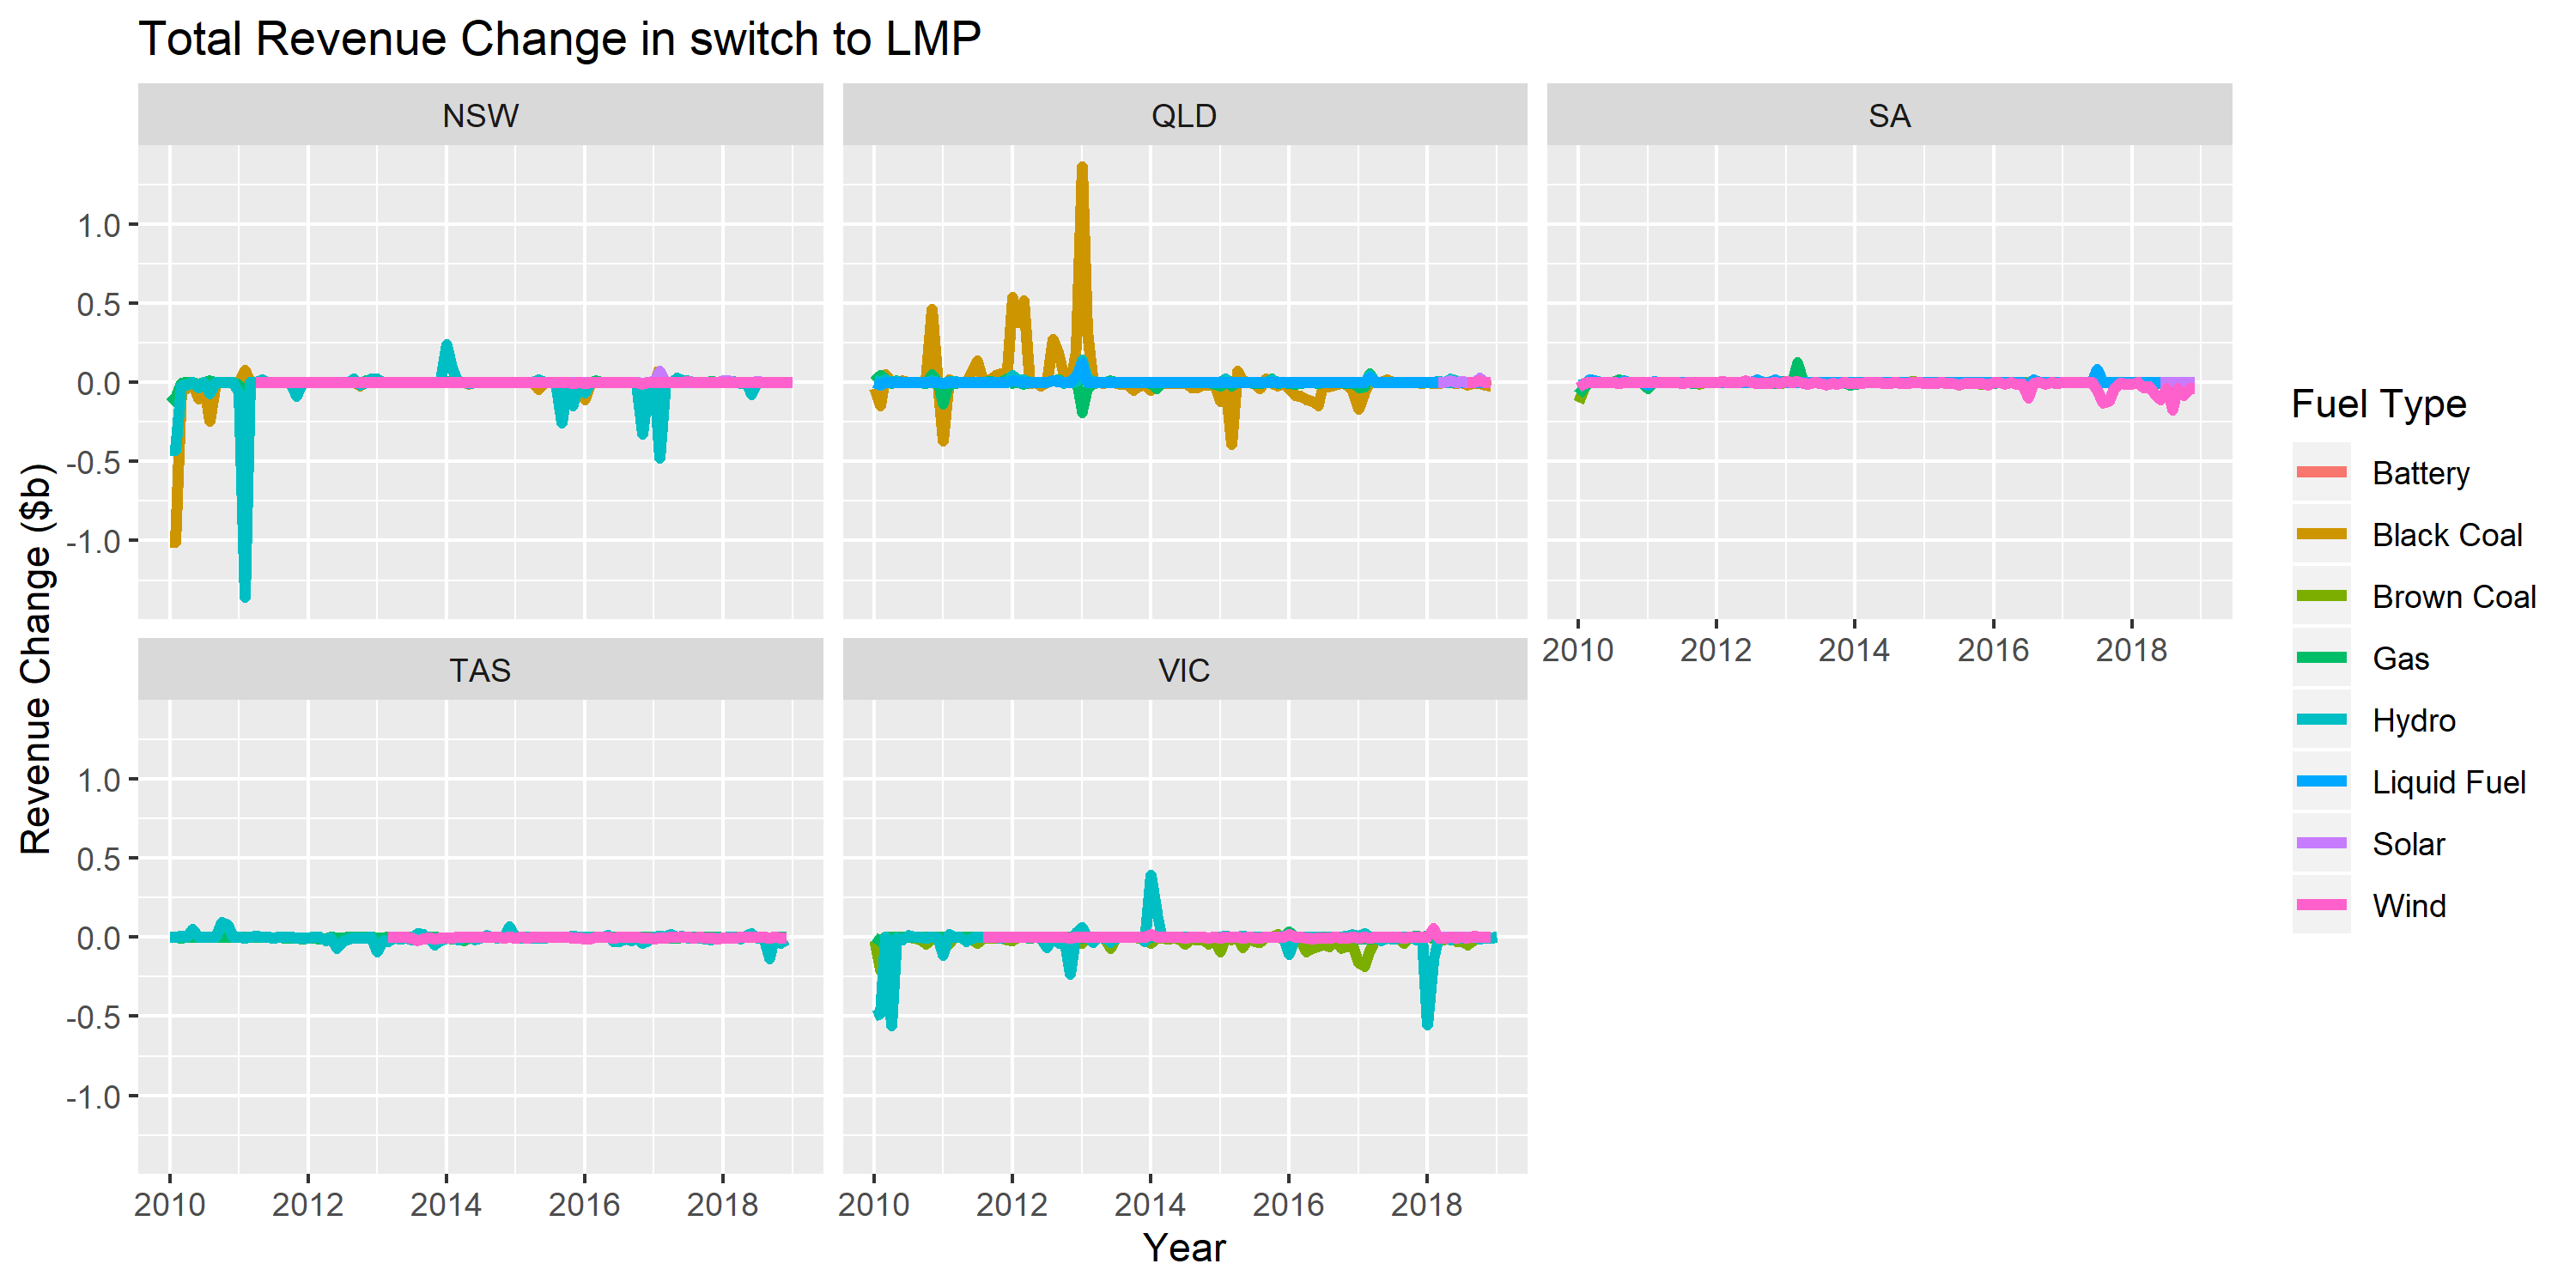 Total Revenue Change in switch to LMP
NSW
QLD
SA
1.0
0.5
0.0
-0.5
-1.0
2010 2012 2014 2016 2018
TAS
VIC
1.0
0.5
0.0
-0.5
-1.0
2010 2012 2014 2016 2018
2010 2012 2014 2016 2018
Year
Revenue Change ($b)
Fuel Type
Battery
Black Coal
Brown Coal
Gas
Hydro
Liquid Fuel
Solar
Wind